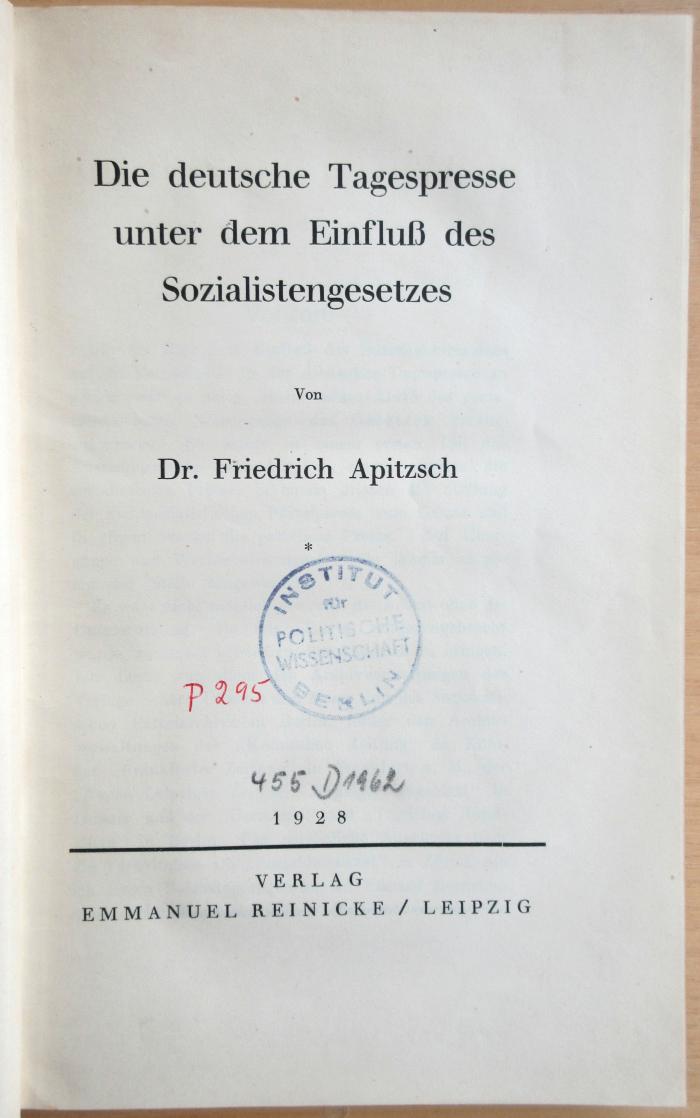 Die deutsche Tagespresse
unter dem Einfluß des
Sozialistengesetzes
Von
Dr. Friedrich Apitzsch
*
INSTITUT
für
POLITISCHE
WISSENSCHAFT
BERLIN
P 295
455 D 1962
1928
VERLAG
EMMANUEL REINICKE / LEIPZIG